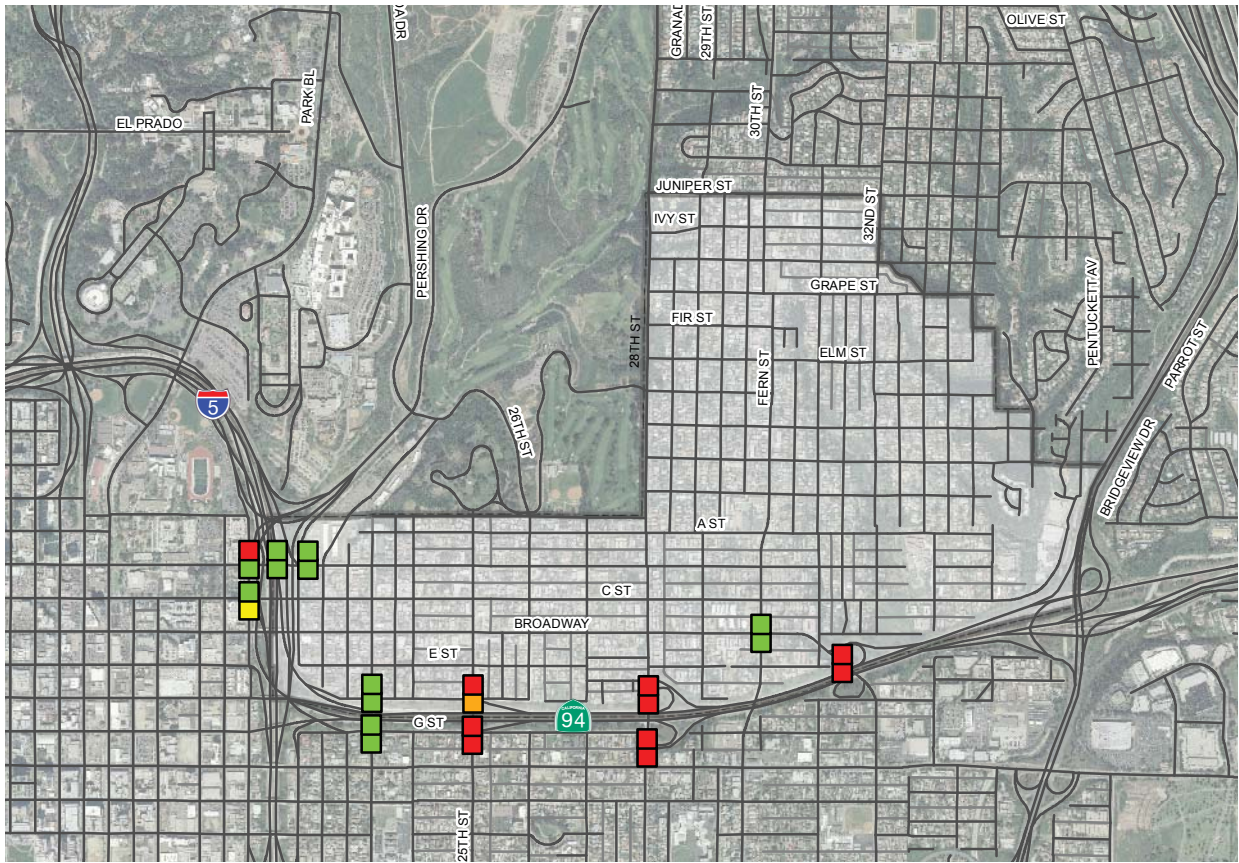 OLIVE ST
29TH ST
PARK BL
EL PRADO
30TH ST
JUNIPER ST
IVY ST
32ND ST
PERSHING DR
GRAPE ST
PENTUCKETT AV
FIR ST
28TH ST
ELM ST
PARROT ST
FERN ST
5
26TH ST
BRIDGEVIEW DR
A ST
C ST
BROADWAY
E ST
CALIFORNIA
94
G ST
25TH ST